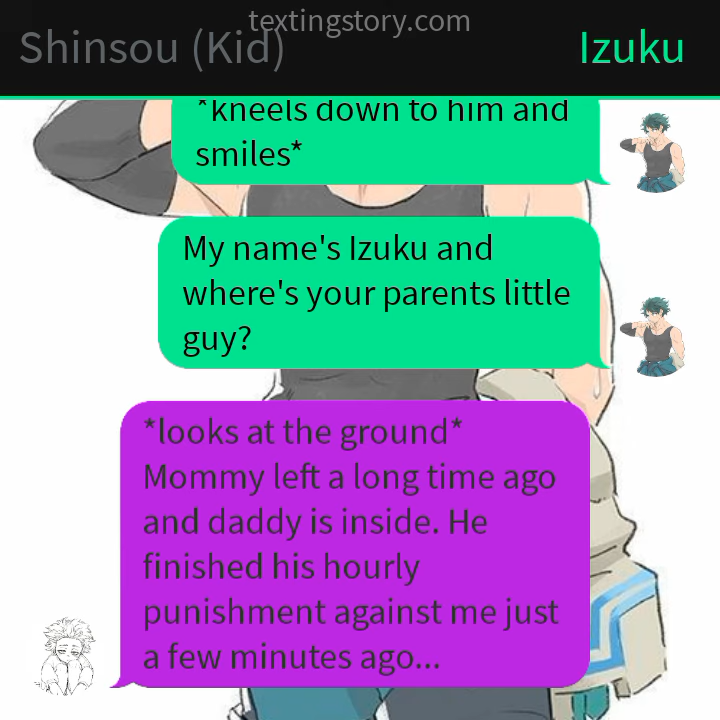 textingstory.com
Shinsou (Kid)
Izuku
*kneels down to him and
smiles*
My name's Izuku and
where's your parents little
guy?
*looks at the ground*
Mommy left a long time ago
and daddy is inside. He
finished his hourly
punishment against me just
a few minutes ago...